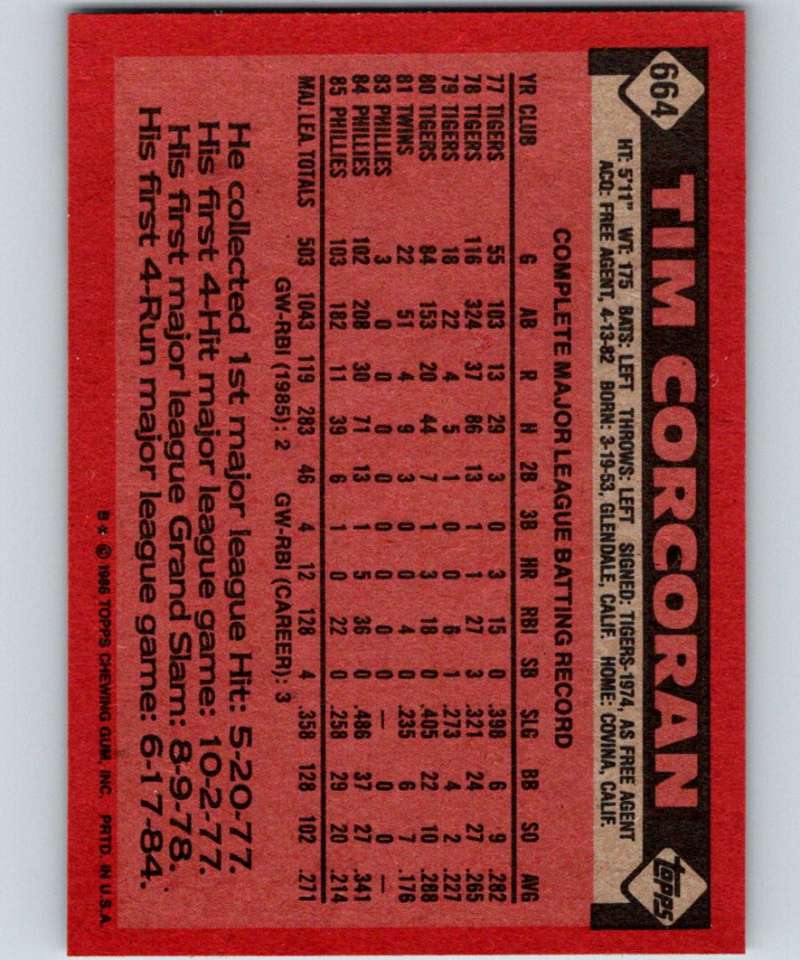 664
TIM CORCORAN
topps
HT: 5'11" WT: 175 BATS: LEFT THROWS: LEFT SIGNED: TIGERS-1974, AS FREE AGENT
ACQ: FREE AGENT, 4-13-82 BORN: 3-19-53, GLENDALE, CALIF. HOME: COVINA, CALIF.
COMPLETE MAJOR LEAGUE BATTING RECORD
YR CLUB G AB R H 2B 3B HR RBI SB SLG BB SO AVG
77 TIGERS 55 103 13 29 3 0 3 15 0 .398 6 9 .282
78 TIGERS 116 324 37 86 13 1 1 27 3 .321 24 27 .265
79 TIGERS 18 22 4 5 1 0 0 6 1 .273 4 2 .227
80 TIGERS 84 153 20 44 7 1 3 18 0 .405 22 10 .288
81 TWINS 22 51 4 9 3 0 0 4 0 .235 6 7 .176
83 PHILLIES 3 0 0 0 0 0 0 0 0 — 0 0 —
84 PHILLIES 102 208 30 71 13 1 5 36 0 .486 37 27 .341
85 PHILLIES 103 182 11 39 6 1 0 22 0 .258 29 20 .214
MAJ. LEA. TOTALS 503 1043 119 283 46 4 12 128 4 .358 128 102 .271
GW-RBI (1985): 2 GW-RBI (CAREER): 3
He collected 1st major league Hit: 5-20-77.
His first 4-Hit major league game: 10-2-77.
His first major league Grand Slam: 8-9-78.
His first 4-Run major league game: 6-17-84.
B* © 1986 TOPPS CHEWING GUM, INC. PRTD. IN U.S.A.